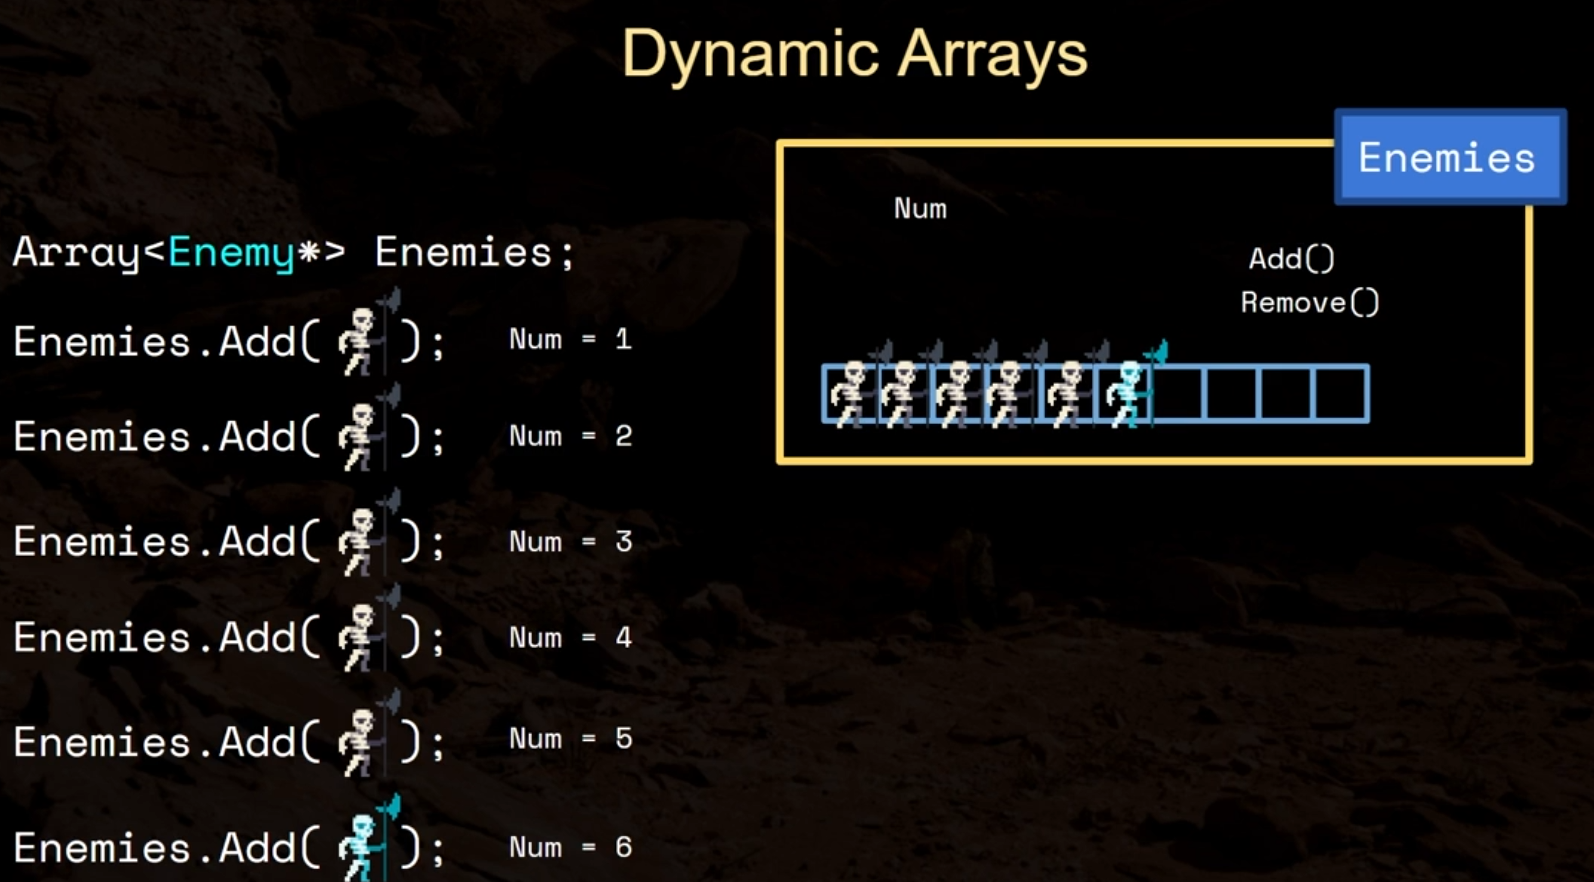 Dynamic Arrays
Array<Enemy*> Enemies;
Enemies.Add( ); Num = 1
Enemies.Add( ); Num = 2
Enemies.Add( ); Num = 3
Enemies.Add( ); Num = 4
Enemies.Add( ); Num = 5
Enemies.Add( ); Num = 6
Enemies
Num
Add()
Remove()